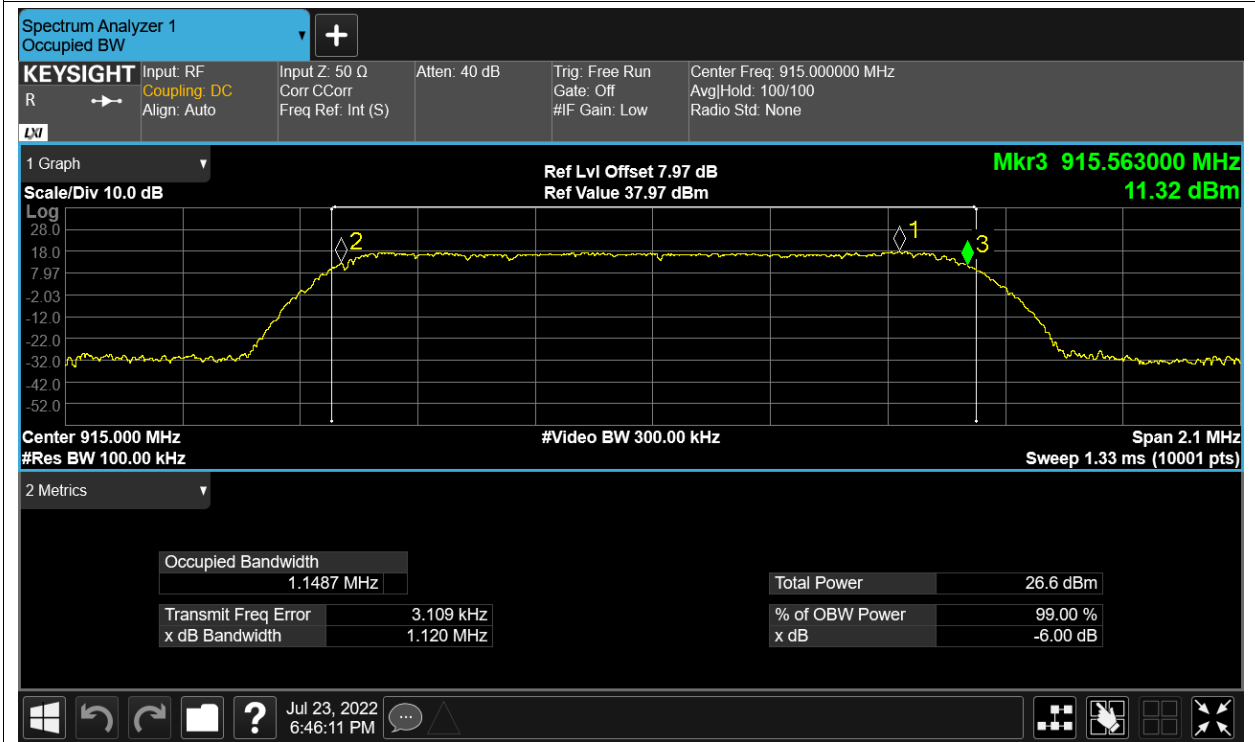 Spectrum Analyzer 1
Occupied BW
+
KEYSIGHT Input: RF Input Z: 50 Ω Atten: 40 dB Trig: Free Run Center Freq: 915.000000 MHz
R Coupling: DC Corr CCorr Gate: Off Avg|Hold: 100/100
Align: Auto Freq Ref: Int (S) #IF Gain: Low Radio Std: None
LXI
1 Graph Ref Lvl Offset 7.97 dB Mkr3 915.563000 MHz
Scale/Div 10.0 dB Ref Value 37.97 dBm 11.32 dBm
Log
28.0
18.0
7.97
-2.03
-12.0
-22.0
-32.0
-42.0
-52.0
2 1 3
Center 915.000 MHz #Video BW 300.00 kHz Span 2.1 MHz
#Res BW 100.00 kHz Sweep 1.33 ms (10001 pts)
2 Metrics
Occupied Bandwidth
1.1487 MHz Total Power 26.6 dBm
Transmit Freq Error 3.109 kHz % of OBW Power 99.00 %
x dB Bandwidth 1.120 MHz x dB -6.00 dB
? Jul 23, 2022
6:46:11 PM